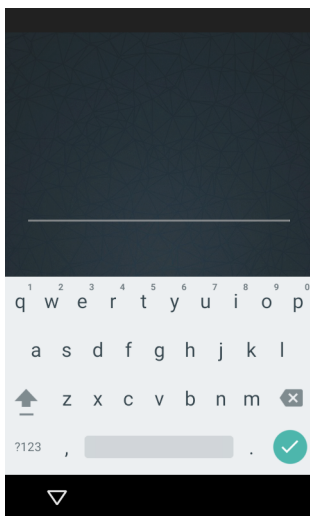 1 2 3 4 5 6 7 8 9 0
q w e r t y u i o p
a s d f g h j k l
z x c v b n m
?123 , .